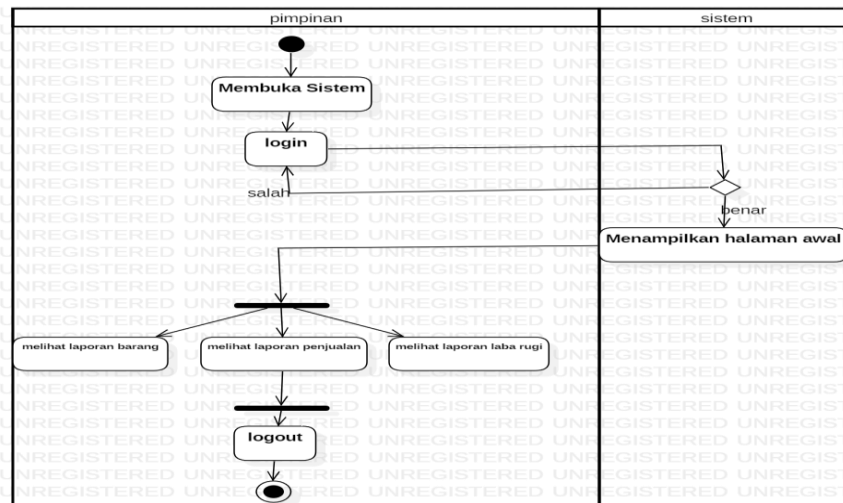 pimpinan
sistem
Membuka Sistem
login
salah
benar
Menampilkan halaman awal
melihat laporan barang
melihat laporan penjualan
melihat laporan laba rugi
logout
UNREGISTERED